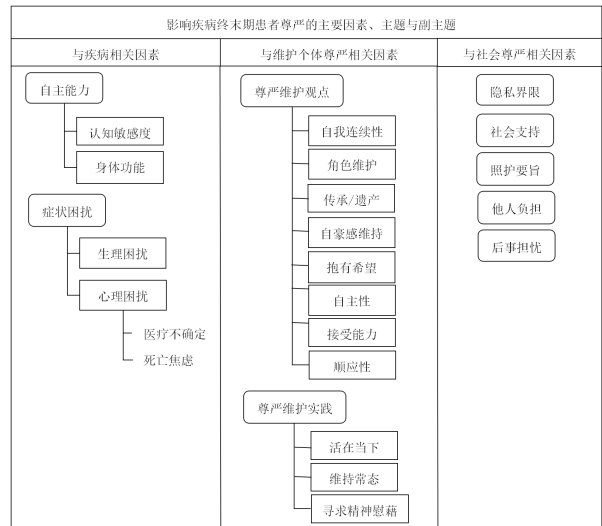 影响疾病终末期患者尊严的主要因素、主题与副主题
与疾病相关因素
与维护个体尊严相关因素
与社会尊严相关因素
自主能力
认知敏感度
身体功能
症状困扰
生理困扰
心理困扰
医疗不确定
死亡焦虑
尊严维护观点
自我连续性
角色维护
传承/遗产
自豪感维持
抱有希望
自主性
接受能力
顺应性
尊严维护实践
活在当下
维持常态
寻求精神慰藉
隐私界限
社会支持
照护要旨
他人负担
后事担忧